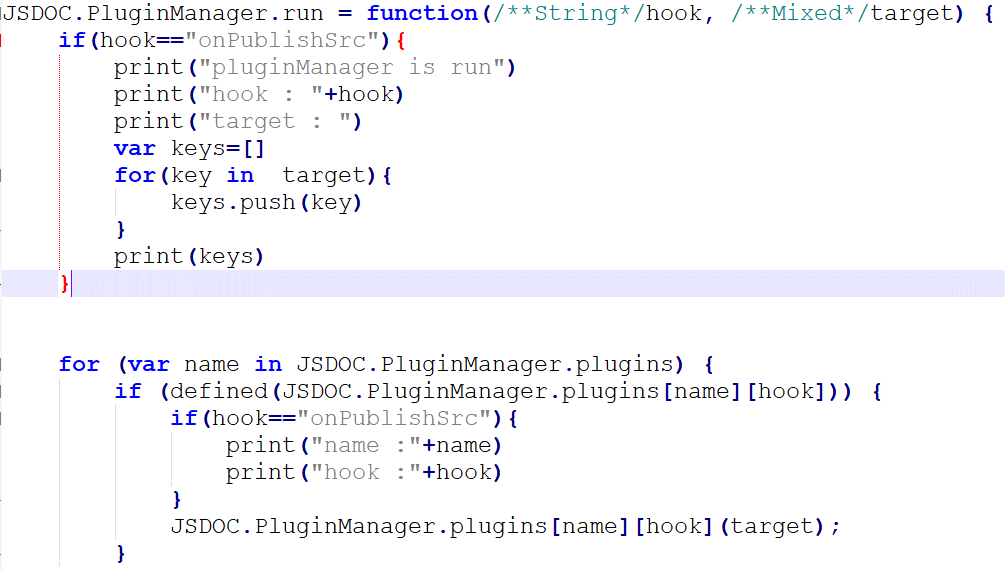 JSDOC.PluginManager.run = function(/**String*/hook, /**Mixed*/target) {
    if(hook=="onPublishSrc"){
        print("pluginManager is run")
        print("hook : "+hook)
        print("target : ")
        var keys=[]
        for(key in  target){
            keys.push(key)
        }
        print(keys)
    }
    for (var name in JSDOC.PluginManager.plugins) {
        if (defined(JSDOC.PluginManager.plugins[name][hook])) {
            if(hook=="onPublishSrc"){
                print("name :"+name)
                print("hook :"+hook)
            }
            JSDOC.PluginManager.plugins[name][hook](target);
        }